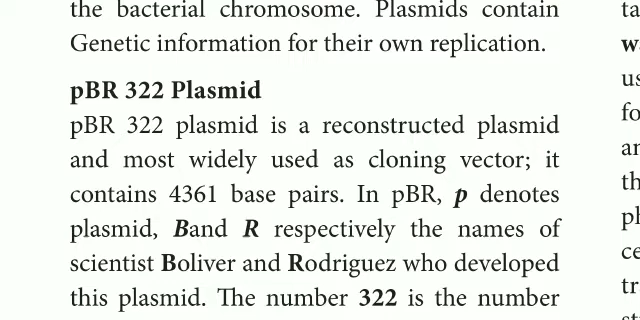 the bacterial chromosome. Plasmids contain
Genetic information for their own replication.
pBR 322 Plasmid
pBR 322 plasmid is a reconstructed plasmid
and most widely used as cloning vector; it
contains 4361 base pairs. In pBR, p denotes
plasmid, Band R respectively the names of
scientist Boliver and Rodriguez who developed
this plasmid. The number 322 is the number